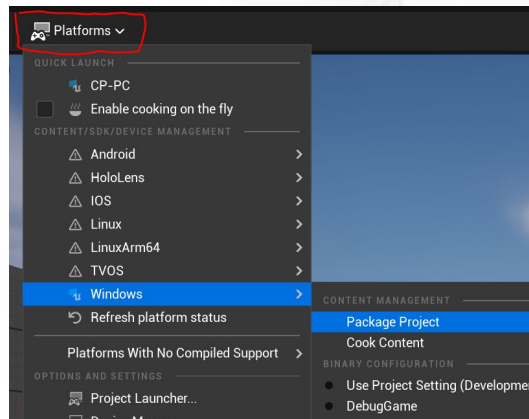 Platforms
QUICK LAUNCH
CP-PC
Enable cooking on the fly
CONTENT/SDK/DEVICE MANAGEMENT
Android
HoloLens
IOS
Linux
LinuxArm64
TVOS
Windows
Refresh platform status
Platforms With No Compiled Support
OPTIONS AND SETTINGS
Project Launcher...
CONTENT MANAGEMENT
Package Project
Cook Content
BINARY CONFIGURATION
Use Project Setting (Developme
DebugGame